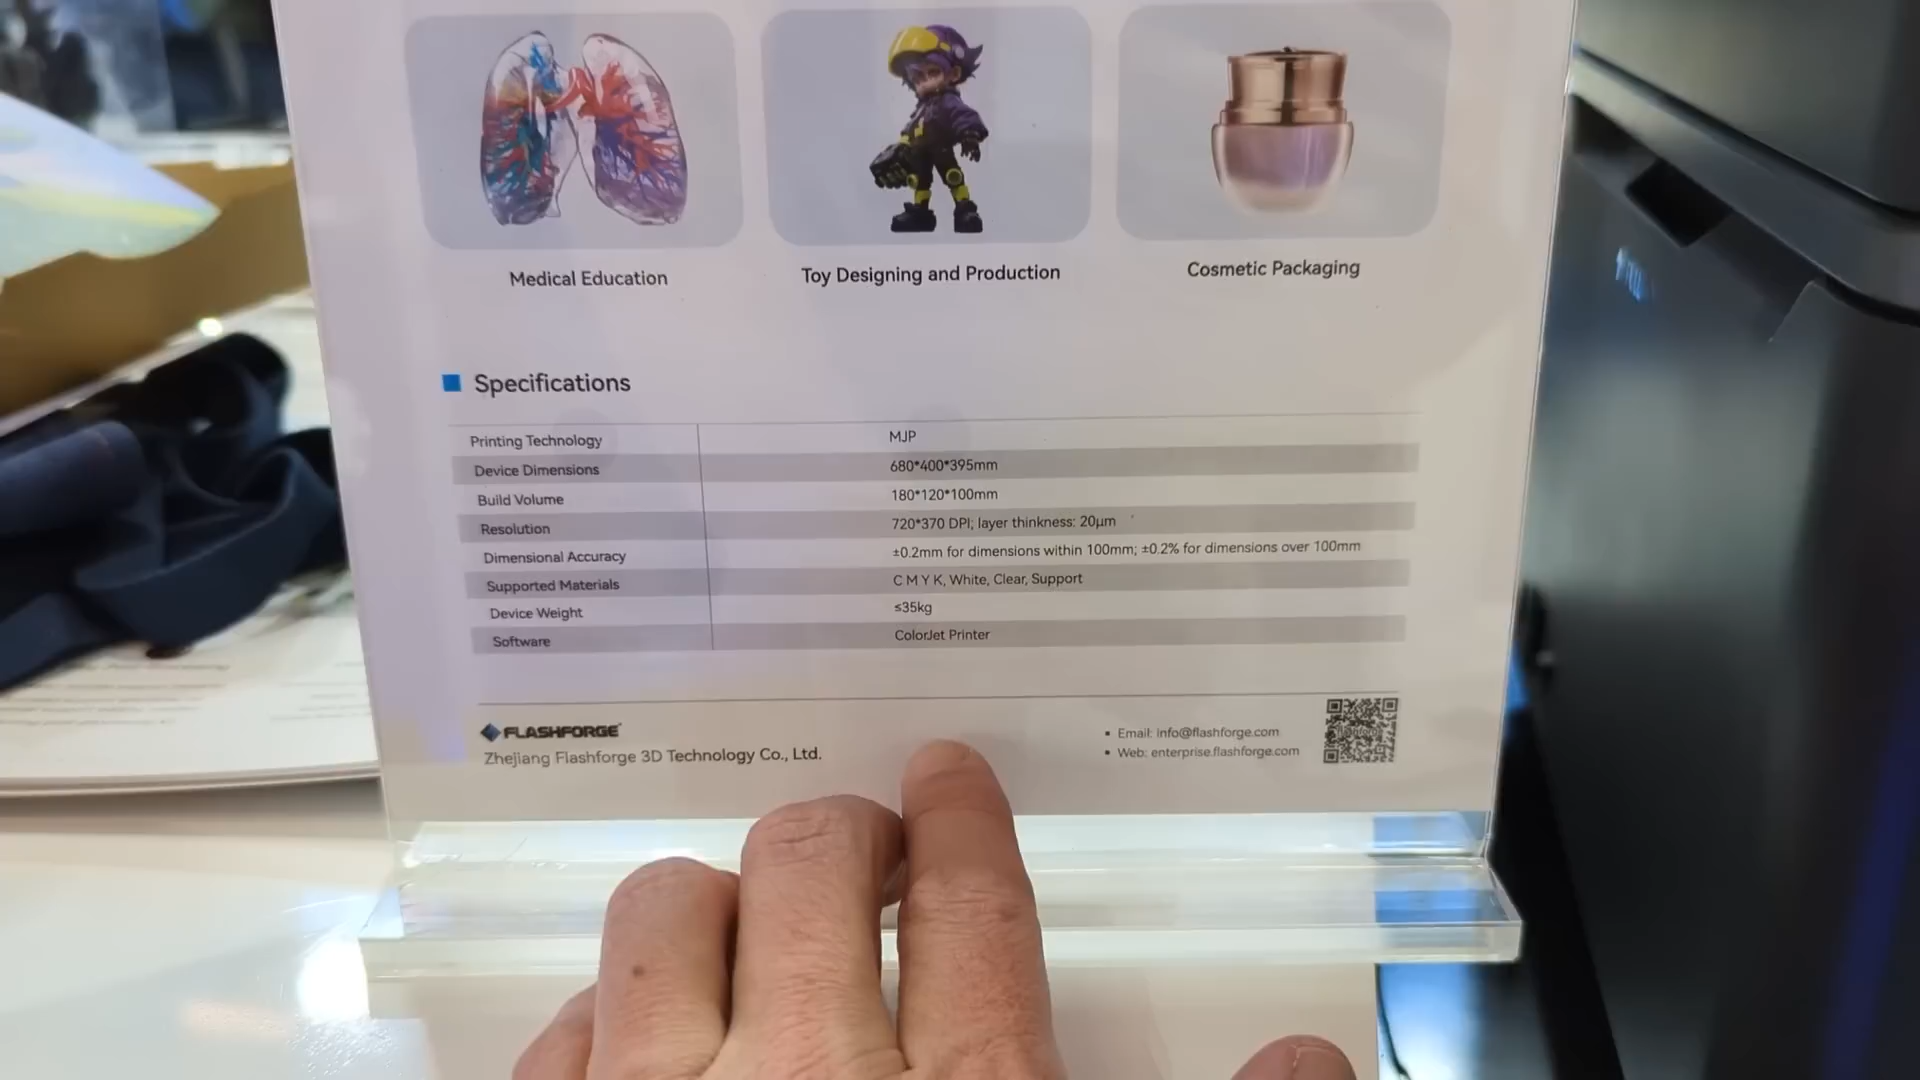 Medical Education
Toy Designing and Production
Cosmetic Packaging
Specifications
Printing Technology MJP
Device Dimensions 680*400*395mm
Build Volume 180*120*100mm
Resolution 720*370 DPI; layer thinkness: 20μm
Dimensional Accuracy ±0.2mm for dimensions within 100mm; ±0.2% for dimensions over 100mm
Supported Materials C M Y K, White, Clear, Support
Device Weight ≤35kg
Software ColorJet Printer
FLASHFORGE
Zhejiang Flashforge 3D Technology Co., Ltd.
▪ Email: info@flashforge.com
▪ Web: enterprise.flashforge.com